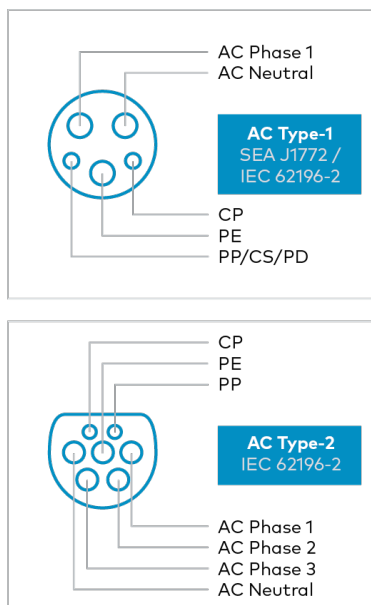 AC Phase 1
AC Neutral
AC Type-1
SEA J1772 /
IEC 62196-2
CP
PE
PP/CS/PD
CP
PE
PP
AC Type-2
IEC 62196-2
AC Phase 1
AC Phase 2
AC Phase 3
AC Neutral